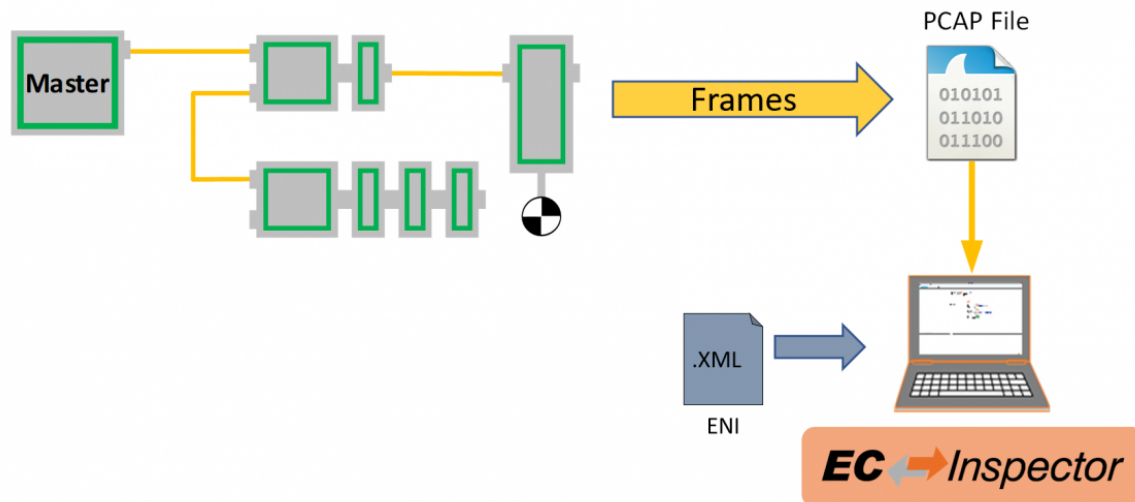 PCAP File
Master
Frames
010101
011010
011100
.XML
ENI
EC Inspector